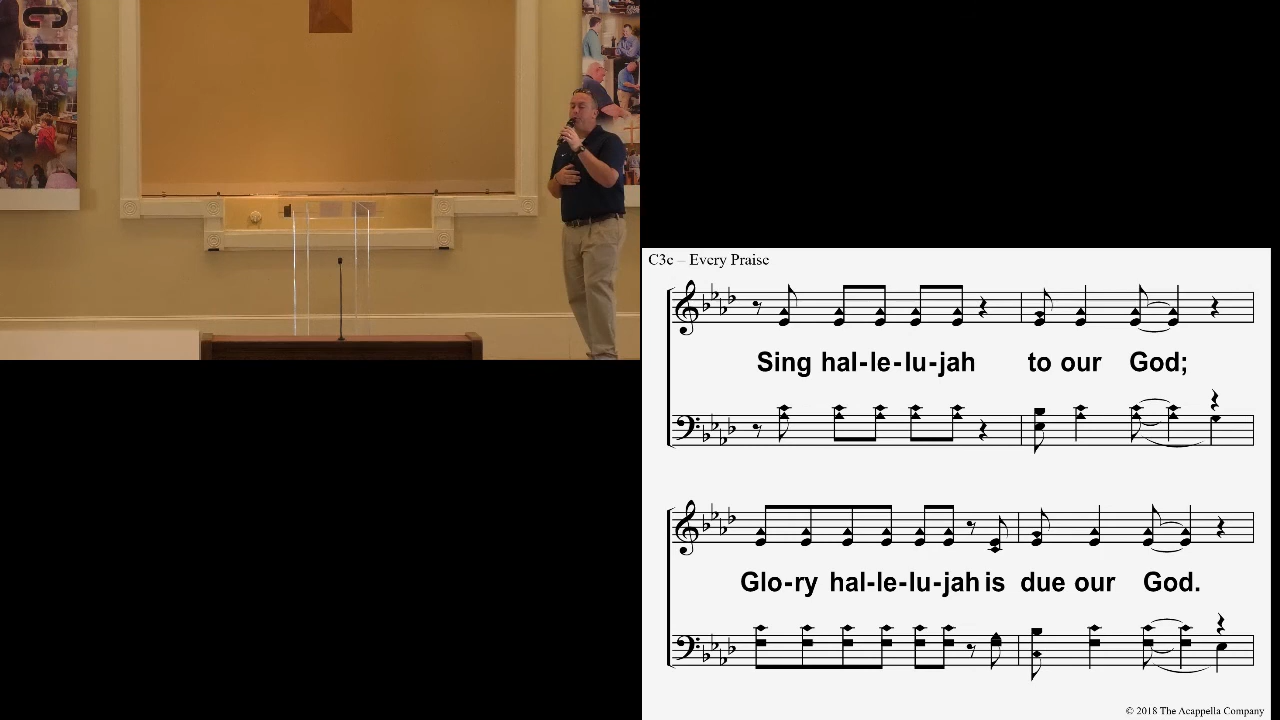 CH
C3c – Every Praise
Sing hal-le-lu-jah to our God;
Glo-ry hal-le-lu-jah is due our God.
© 2018 The Acappella Company